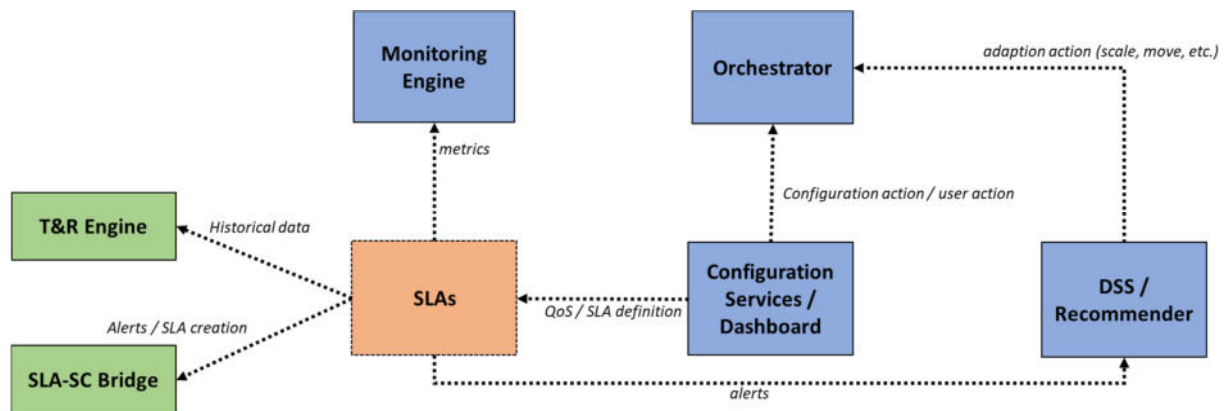 Monitoring
Engine
Orchestrator
adaption action (scale, move, etc.)
metrics
Configuration action / user action
T&R Engine
Historical data
SLAs
QoS / SLA definition
Configuration
Services /
Dashboard
DSS /
Recommender
Alerts / SLA creation
SLA-SC Bridge
alerts